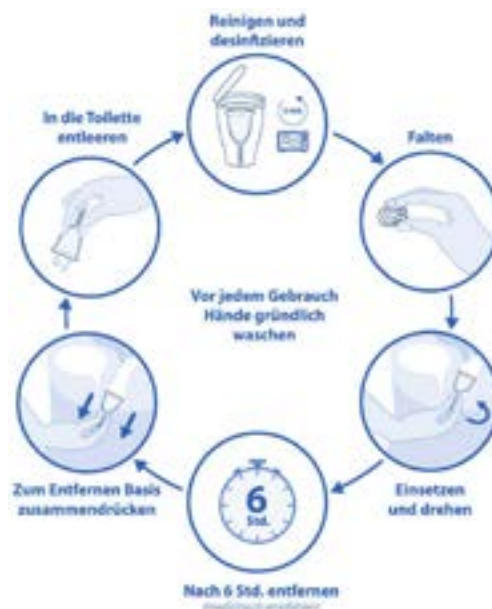 Reinigen und
desinfizieren
In die Toilette
entleeren
Falten
Vor jedem Gebrauch
Hände gründlich
waschen
Zum Entfernen Basis
zusammendrücken
6
Std.
Einsetzen
und drehen
Nach 6 Std. entfernen